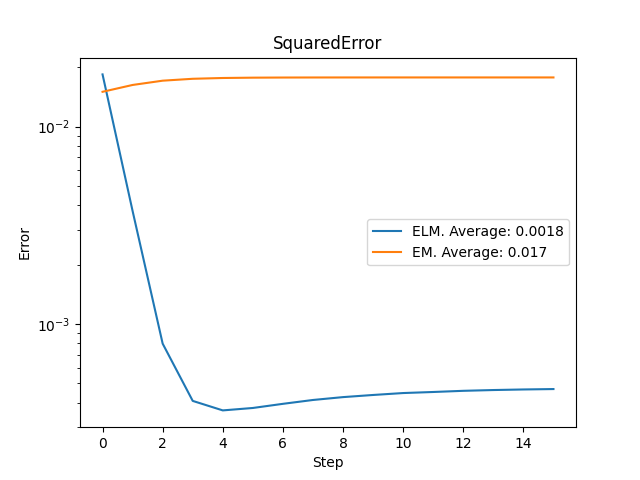 SquaredError
10⁻²
10⁻³
Error
ELM. Average: 0.0018
EM. Average: 0.017
0 2 4 6 8 10 12 14
Step